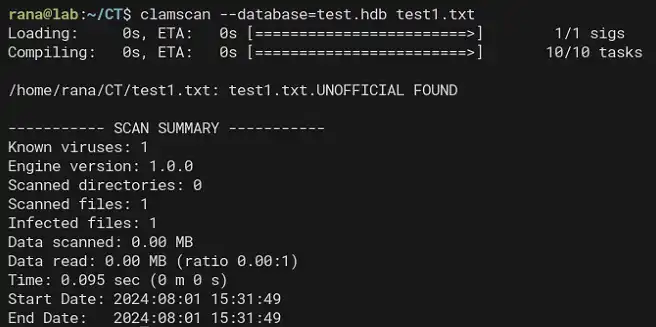 rana@lab:~/CT$ clamscan --database=test.hdb test1.txt
Loading:    0s, ETA:   0s [========================>]        1/1 sigs
Compiling:  0s, ETA:   0s [========================>]       10/10 tasks
/home/rana/CT/test1.txt: test1.txt.UNOFFICIAL FOUND
----------- SCAN SUMMARY -----------
Known viruses: 1
Engine version: 1.0.0
Scanned directories: 0
Scanned files: 1
Infected files: 1
Data scanned: 0.00 MB
Data read: 0.00 MB (ratio 0.00:1)
Time: 0.095 sec (0 m 0 s)
Start Date: 2024:08:01 15:31:49
End Date:   2024:08:01 15:31:49